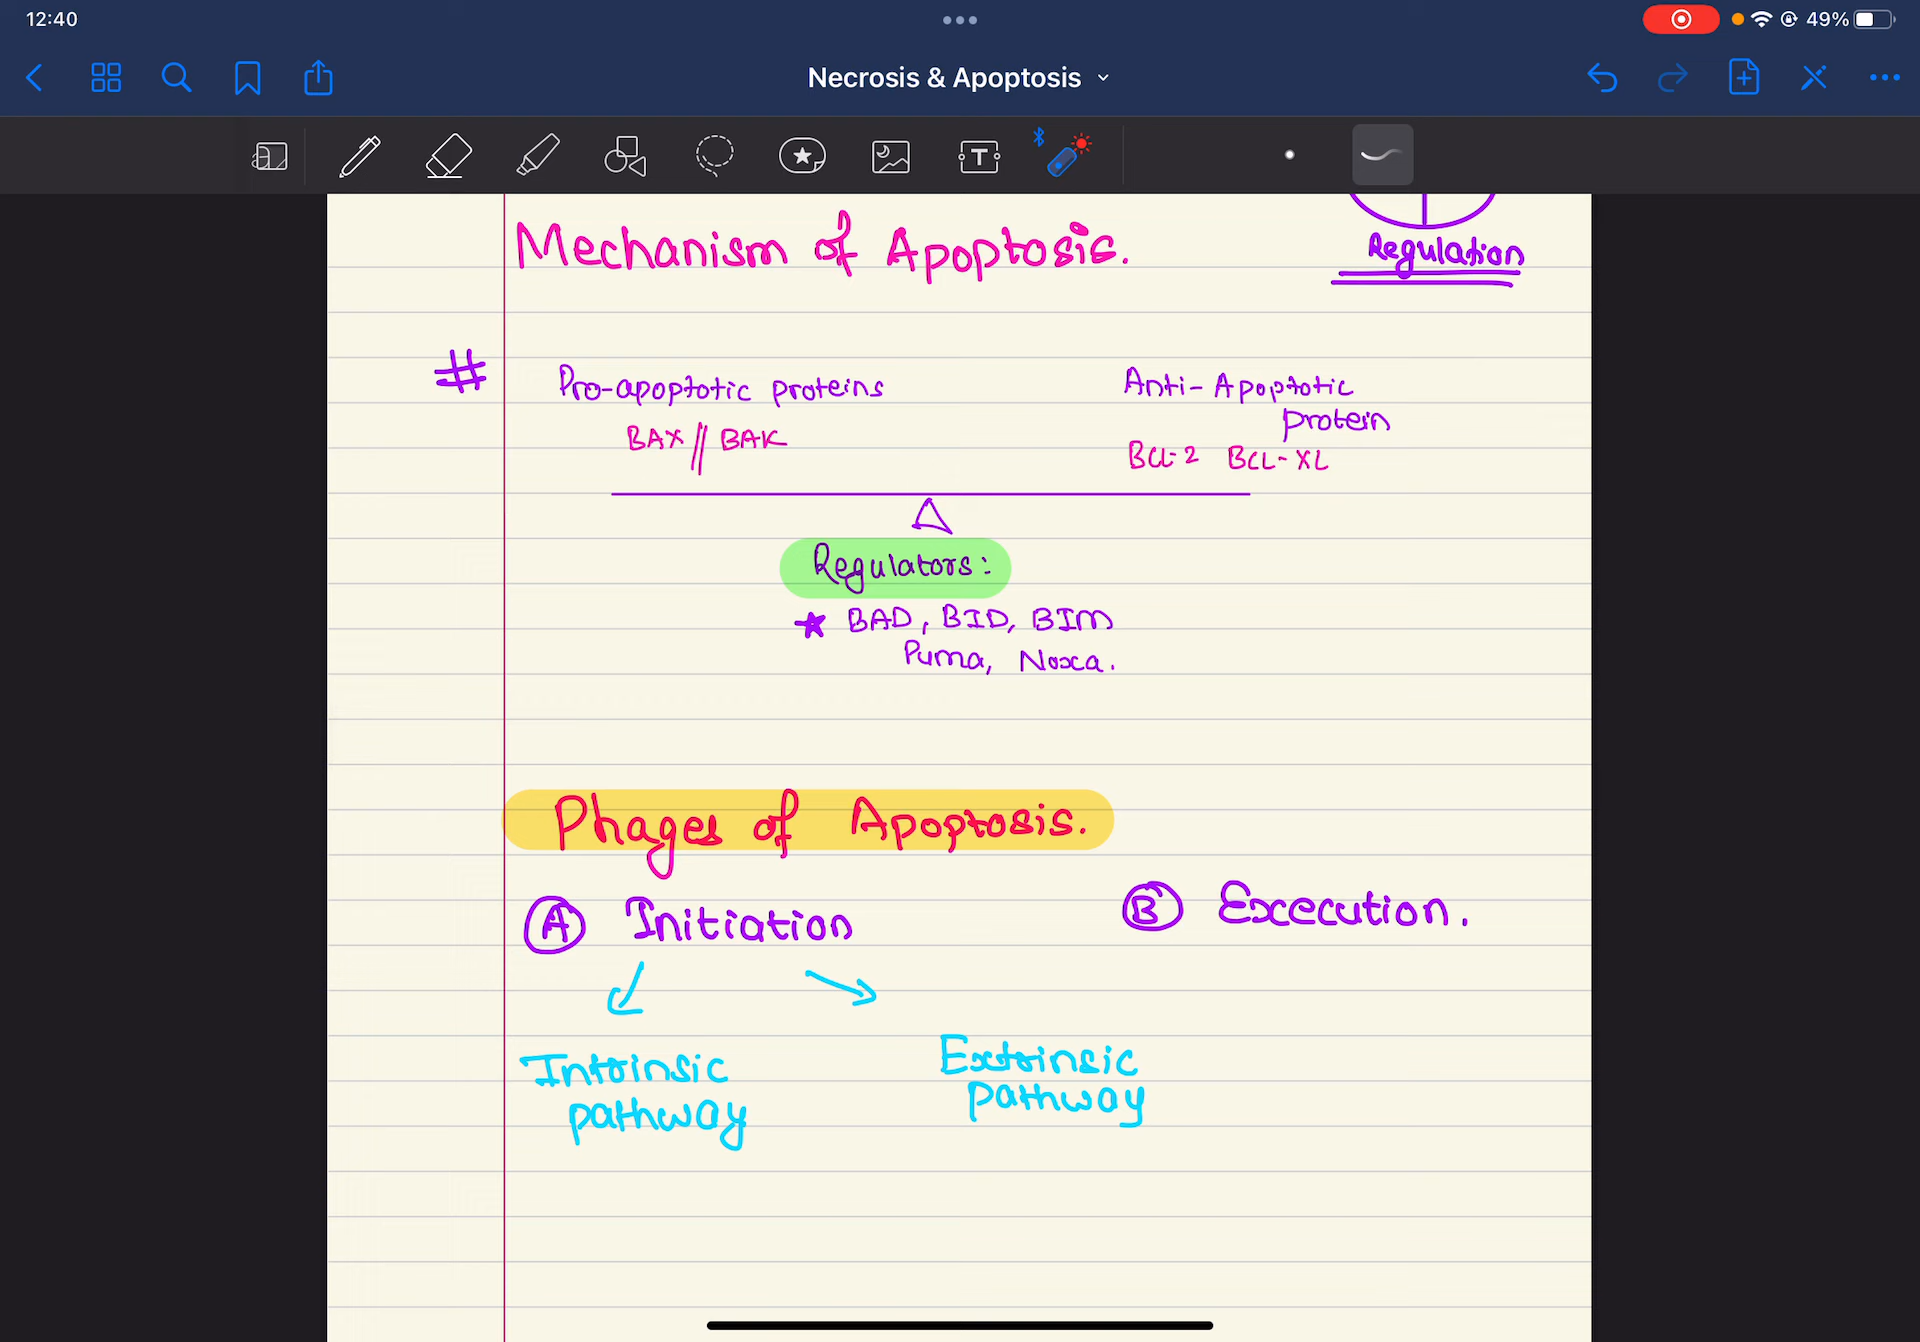 12:40
49%
Necrosis & Apoptosis
T
Mechanism of Apoptosis.
Regulation
# Pro-apoptotic proteins
Anti-Apoptotic
protein
BAX // BAK
BCL-2 BCL-XL
Regulators:
★ BAD, BID, BIM
Puma, Noxa.
Phages of Apoptosis.
A Initiation
B Execution.
Intrinsic
pathway
Extrinsic
pathway